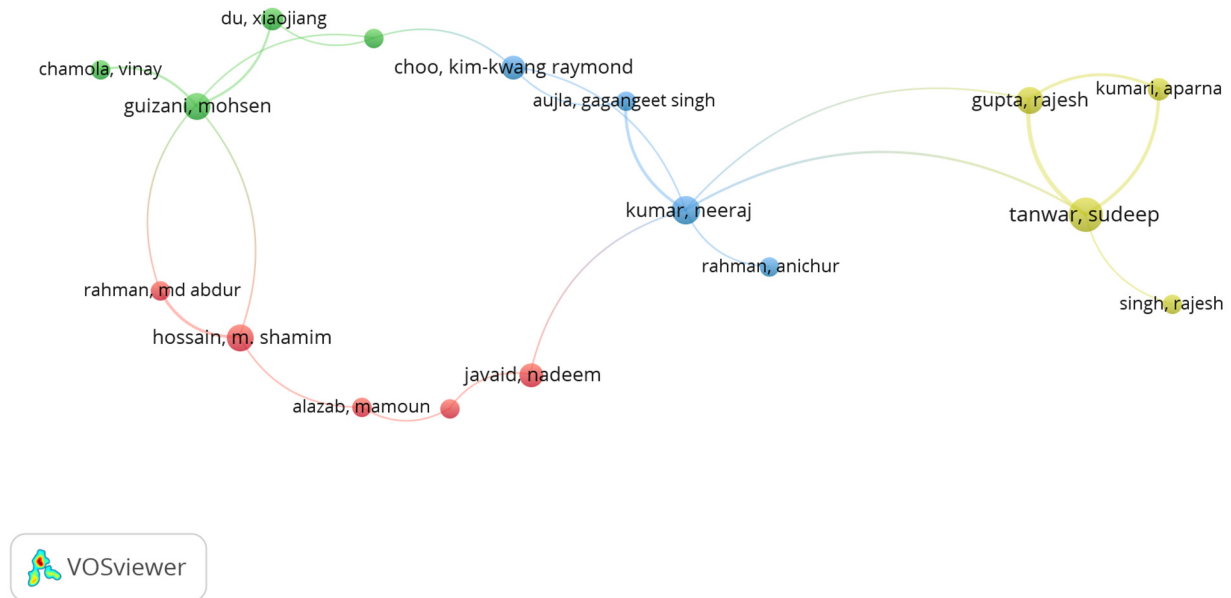 du, xiaojiang
chamola, vinay
choo, kim-kwang raymond
guizani, mohsen
aujla, gagangeet singh
gupta, rajesh
kumari, aparna
kumar, neeraj
tanwar, sudeep
rahman, anichur
rahman, md abdur
singh, rajesh
hossain, m. shamim
javaid, nadeem
alazab, mamoun
VOSviewer